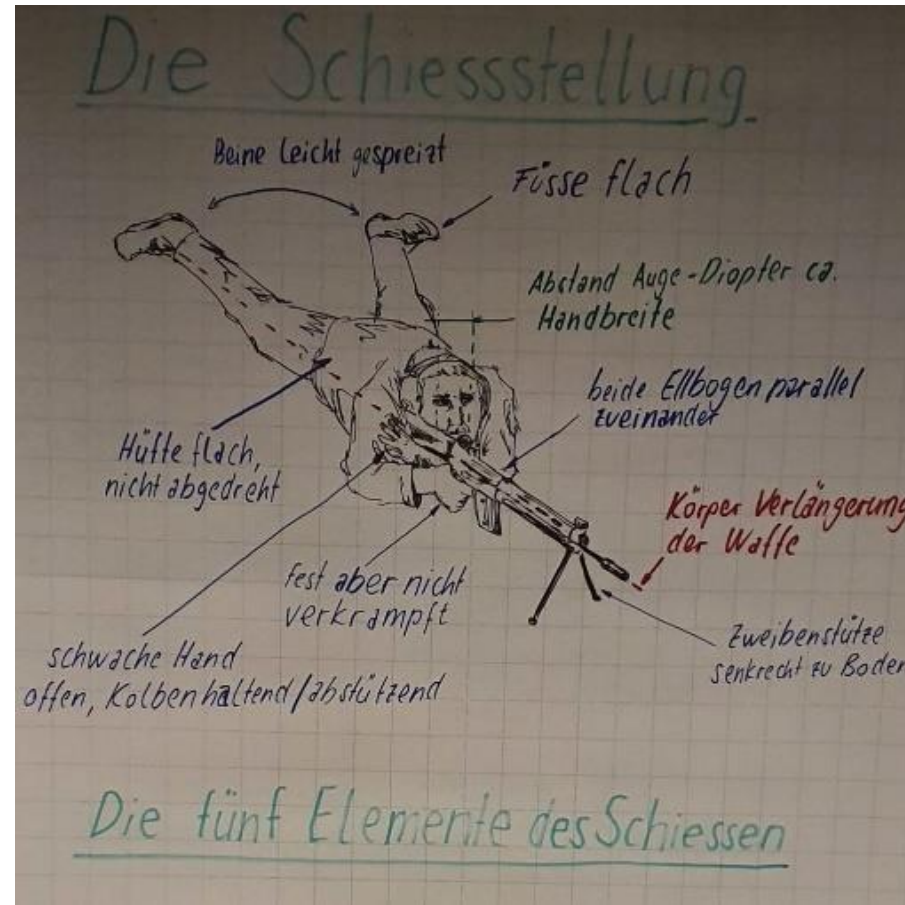 Die Schiessstellung
Beine leicht gespreizt
Füsse flach
Abstand Auge-Diopter ca.
Handbreite
beide Ellbogen parallel
zueinander
Hüfte flach,
nicht abgedreht
Körper Verlängerung
der Waffe
fest aber nicht
verkrampft
Zweibenstütze
senkrecht zu Boden
schwache Hand
offen, Kolbenhaltend/abstützend
Die fünf Elemente des Schiessen